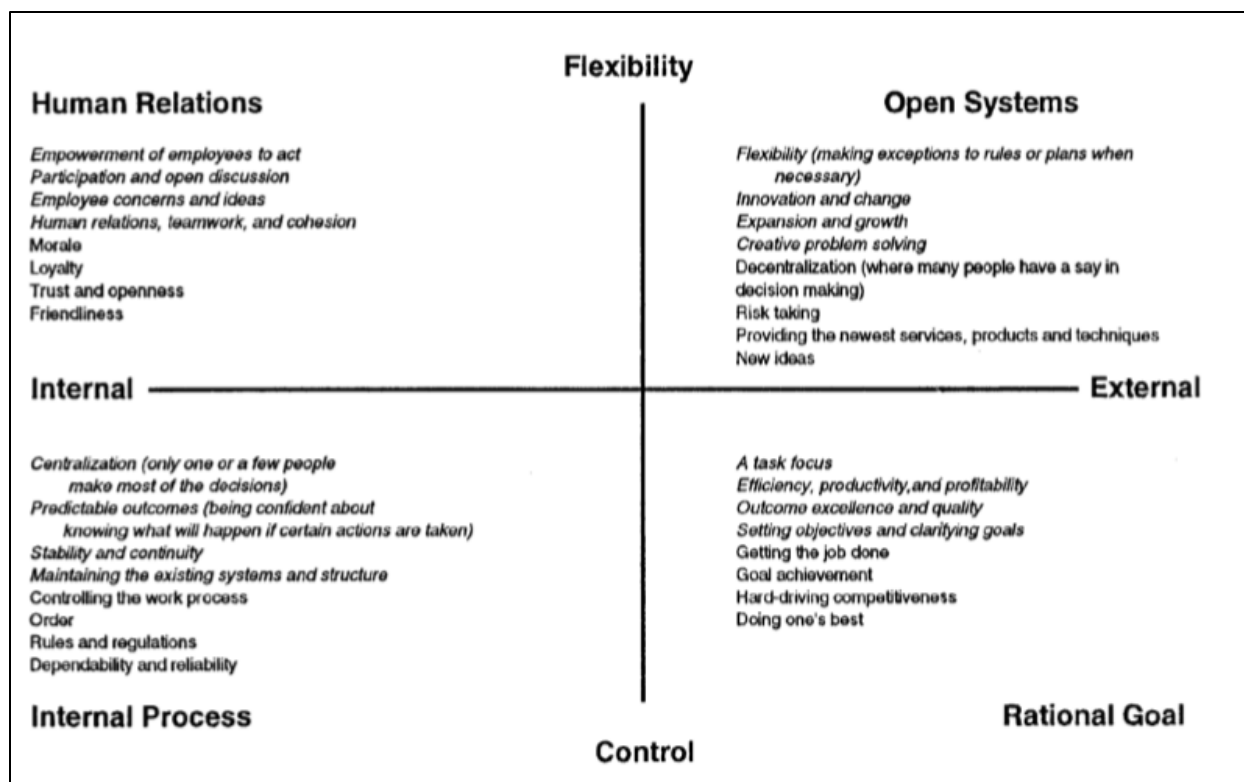 Flexibility
Human Relations
Empowerment of employees to act
Participation and open discussion
Employee concerns and ideas
Human relations, teamwork, and cohesion
Morale
Loyalty
Trust and openness
Friendliness
Open Systems
Flexibility (making exceptions to rules or plans when
necessary)
Innovation and change
Expansion and growth
Creative problem solving
Decentralization (where many people have a say in
decision making)
Risk taking
Providing the newest services, products and techniques
New ideas
Internal
External
Centralization (only one or a few people
make most of the decisions)
Predictable outcomes (being confident about
knowing what will happen if certain actions are taken)
Stability and continuity
Maintaining the existing systems and structure
Controlling the work process
Order
Rules and regulations
Dependability and reliability
Internal Process
A task focus
Efficiency, productivity,and profitability
Outcome excellence and quality
Setting objectives and clarifying goals
Getting the job done
Goal achievement
Hard-driving competitiveness
Doing one's best
Rational Goal
Control